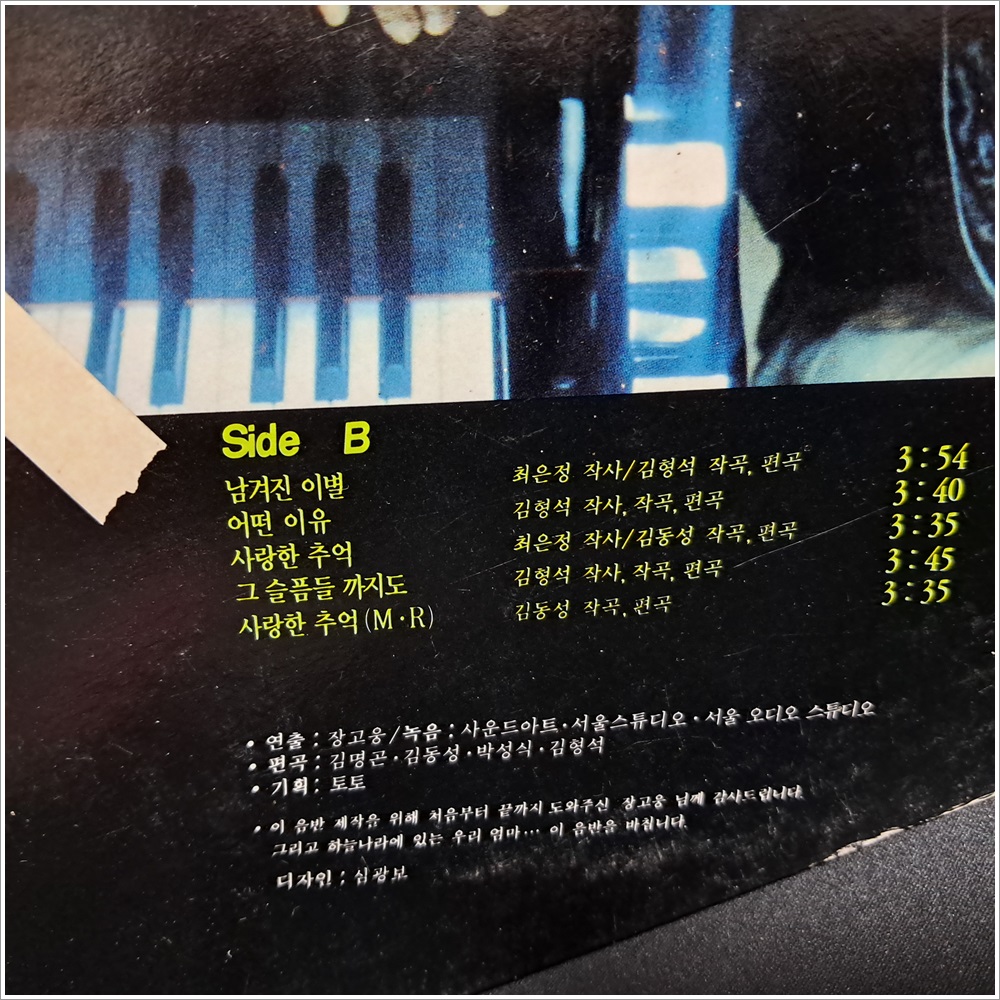 Side B
남겨진 이별 최은정 작사/김형석 작곡, 편곡 3:54
어떤 이유 김형석 작사, 작곡, 편곡 3:40
사랑한 추억 최은정 작사/김동성 작곡, 편곡 3:35
그 슬픔들 까지도 김형석 작사, 작곡, 편곡 3:45
사랑한 추억(M·R) 김동성 작곡, 편곡 3:35
• 연출 : 장고웅/녹음 : 사운드아트·서울스튜디오·서울 오디오 스튜디오
• 편곡 : 김명곤·김동성·박성식·김형석
• 기획 : 토토
• 이 음반 제작을 위해 처음부터 끝까지 도와주신 장고웅 님께 감사드립니다.
그리고 하늘나라에 있는 우리 엄마… 이 음반을 바칩니다.
디자인 : 심광보